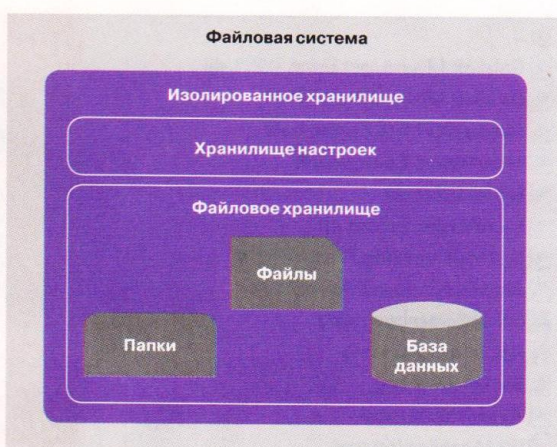 Файловая система
Изолированное хранилище
Хранилище настроек
Файловое хранилище
Файлы
Папки
База
данных